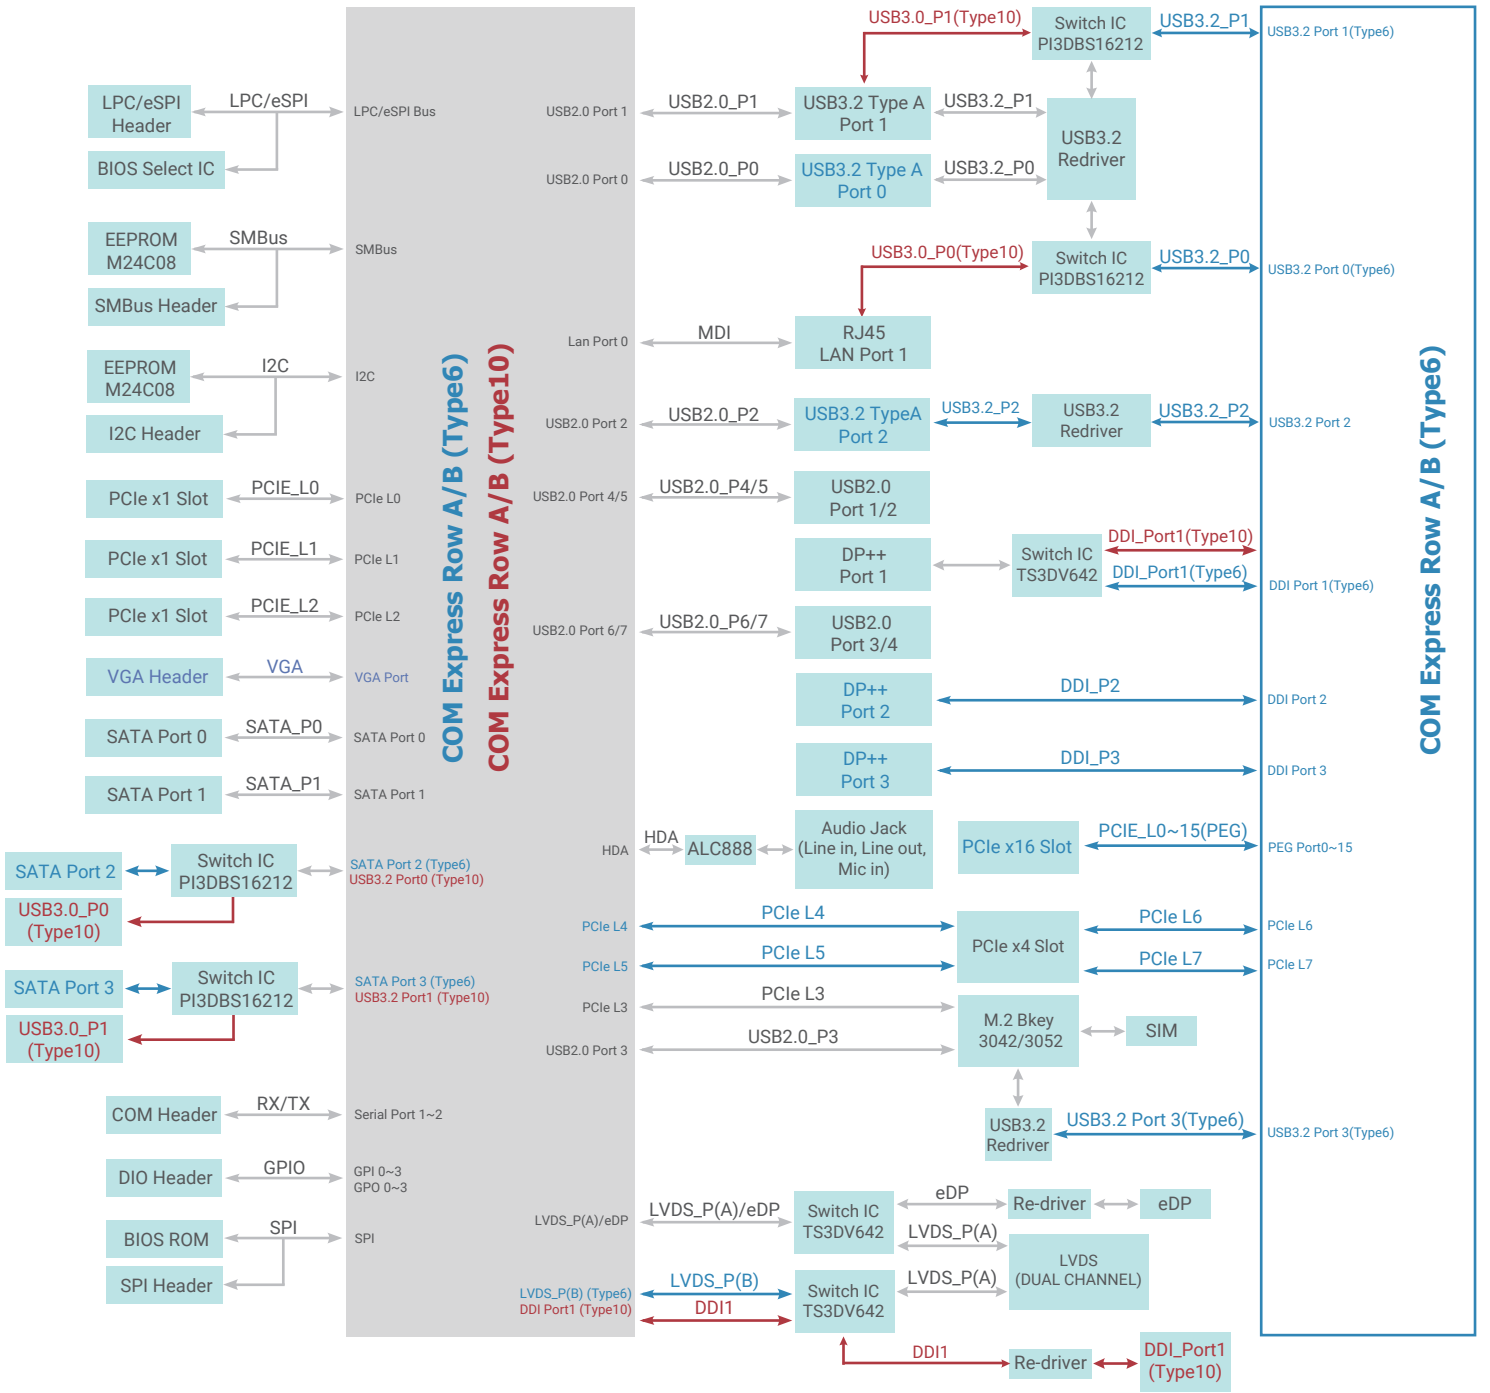 LPC/eSPI
Header
LPC/eSPI
LPC/eSPI Bus
BIOS Select IC
EEPROM
M24C08
SMBus
SMBus
SMBus Header
EEPROM
M24C08
I2C
I2C
I2C Header
PCIe x1 Slot
PCIE_L0
PCIe L0
PCIe x1 Slot
PCIE_L1
PCIe L1
PCIe x1 Slot
PCIE_L2
PCIe L2
VGA Header
VGA
VGA Port
SATA Port 0
SATA_P0
SATA Port 0
SATA Port 1
SATA_P1
SATA Port 1
SATA Port 2
Switch IC
PI3DBS16212
SATA Port 2 (Type6)
USB3.2 Port0 (Type10)
USB3.0_P0
(Type10)
SATA Port 3
Switch IC
PI3DBS16212
SATA Port 3 (Type6)
USB3.2 Port1 (Type10)
USB3.0_P1
(Type10)
COM Header
RX/TX
Serial Port 1~2
DIO Header
GPIO
GPI 0~3
GPO 0~3
BIOS ROM
SPI
SPI
SPI Header
COM Express Row A/B (Type6)
COM Express Row A/B (Type10)
USB3.0_P1(Type10)
Switch IC
PI3DBS16212
USB3.2_P1
USB3.2 Port 1(Type6)
USB2.0 Port 1
USB2.0_P1
USB3.2 Type A
Port 1
USB3.2_P1
USB3.2
Redriver
USB2.0 Port 0
USB2.0_P0
USB3.2 Type A
Port 0
USB3.2_P0
USB3.0_P0(Type10)
Switch IC
PI3DBS16212
USB3.2_P0
USB3.2 Port 0(Type6)
Lan Port 0
MDI
RJ45
LAN Port 1
USB2.0 Port 2
USB2.0_P2
USB3.2 TypeA
Port 2
USB3.2_P2
USB3.2
Redriver
USB3.2_P2
USB3.2 Port 2
USB2.0 Port 4/5
USB2.0_P4/5
USB2.0
Port 1/2
DP++
Port 1
Switch IC
TS3DV642
DDI_Port1(Type10)
DDI_Port1(Type6)
DDI Port 1(Type6)
USB2.0 Port 6/7
USB2.0_P6/7
USB2.0
Port 3/4
DP++
Port 2
DDI_P2
DDI Port 2
DP++
Port 3
DDI_P3
DDI Port 3
HDA
HDA
ALC888
Audio Jack
(Line in, Line out,
Mic in)
PCIe x16 Slot
PCIE_L0~15(PEG)
PEG Port0~15
PCIe L4
PCIe L4
PCIe L5
PCIe L5
PCIe x4 Slot
PCIe L6
PCIe L6
PCIe L7
PCIe L7
PCIe L3
PCIe L3
USB2.0 Port 3
USB2.0_P3
M.2 Bkey
3042/3052
SIM
USB3.2
Redriver
USB3.2 Port 3(Type6)
USB3.2 Port 3(Type6)
LVDS_P(A)/eDP
LVDS_P(A)/eDP
Switch IC
TS3DV642
eDP
Re-driver
eDP
LVDS_P(A)
LVDS
(DUAL CHANNEL)
LVDS_P(A)
LVDS_P(B) (Type6)
DDI Port1 (Type10)
LVDS_P(B)
DDI1
Switch IC
TS3DV642
DDI1
Re-driver
DDI_Port1
(Type10)
COM Express Row A/B (Type6)